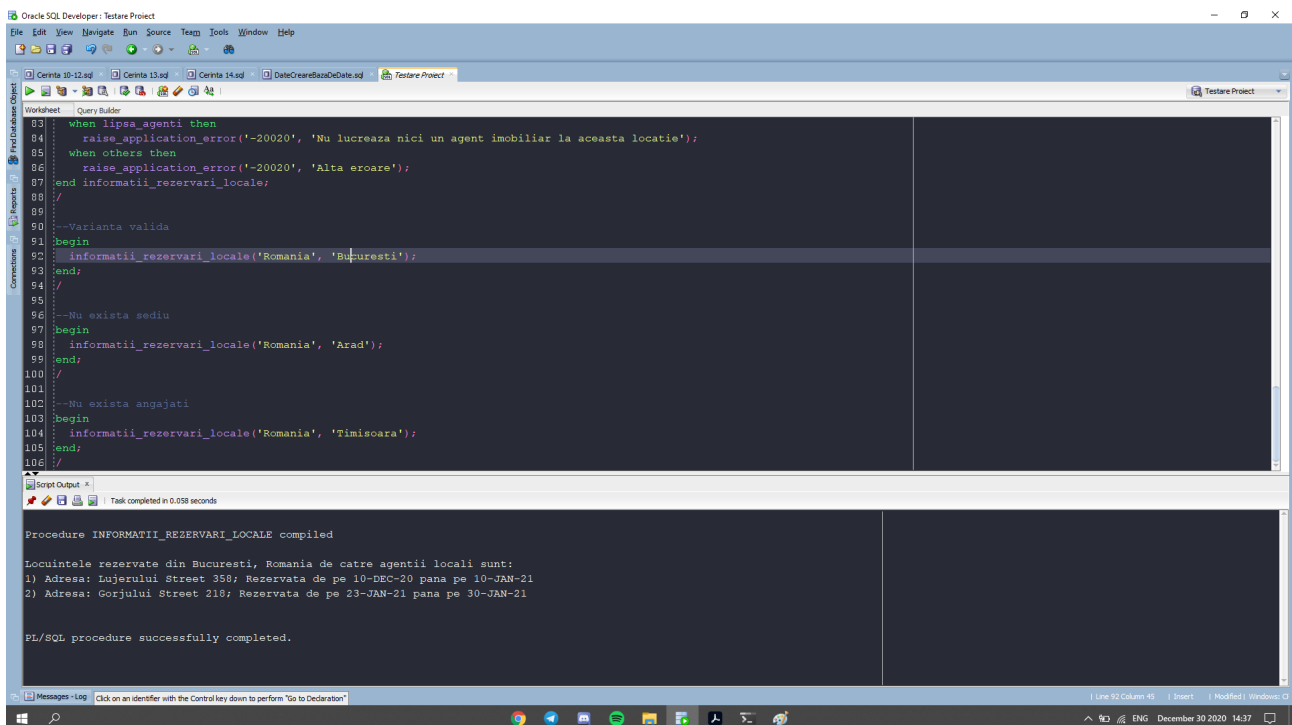 Oracle SQL Developer : Testare Proiect
File Edit View Navigate Run Source Team Tools Window Help
Cerinta 10-12.sql Cerinta 13.sql Cerinta 14.sql DateCreareBazaDeDate.sql Testare Proiect
Testare Proiect
Worksheet Query Builder
Find Database Object
Reports
Connections
83 when lipsa_agenti then
84 raise_application_error('-20020', 'Nu lucreaza nici un agent imobiliar la aceasta locatie');
85 when others then
86 raise_application_error('-20020', 'Alta eroare');
87 end informatii_rezervari_locale;
88 /
89
90 --Varianta valida
91 begin
92 informatii_rezervari_locale('Romania', 'Bucuresti');
93 end;
94 /
95
96 --Nu exista sediu
97 begin
98 informatii_rezervari_locale('Romania', 'Arad');
99 end;
100 /
101
102 --Nu exista angajati
103 begin
104 informatii_rezervari_locale('Romania', 'Timisoara');
105 end;
106 /
Script Output x
Task completed in 0.058 seconds
Procedure INFORMATII_REZERVARI_LOCALE compiled
Locuintele rezervate din Bucuresti, Romania de catre agentii locali sunt:
1) Adresa: Lujerului Street 358; Rezervata de pe 10-DEC-20 pana pe 10-JAN-21
2) Adresa: Gorjului Street 218; Rezervata de pe 23-JAN-21 pana pe 30-JAN-21
PL/SQL procedure successfully completed.
Messages - Log Click on an identifier with the Control key down to perform "Go to Declaration" | Line 92 Column 45 | Insert | Modified | Windows: Cl
ENG December 30 2020 14:37